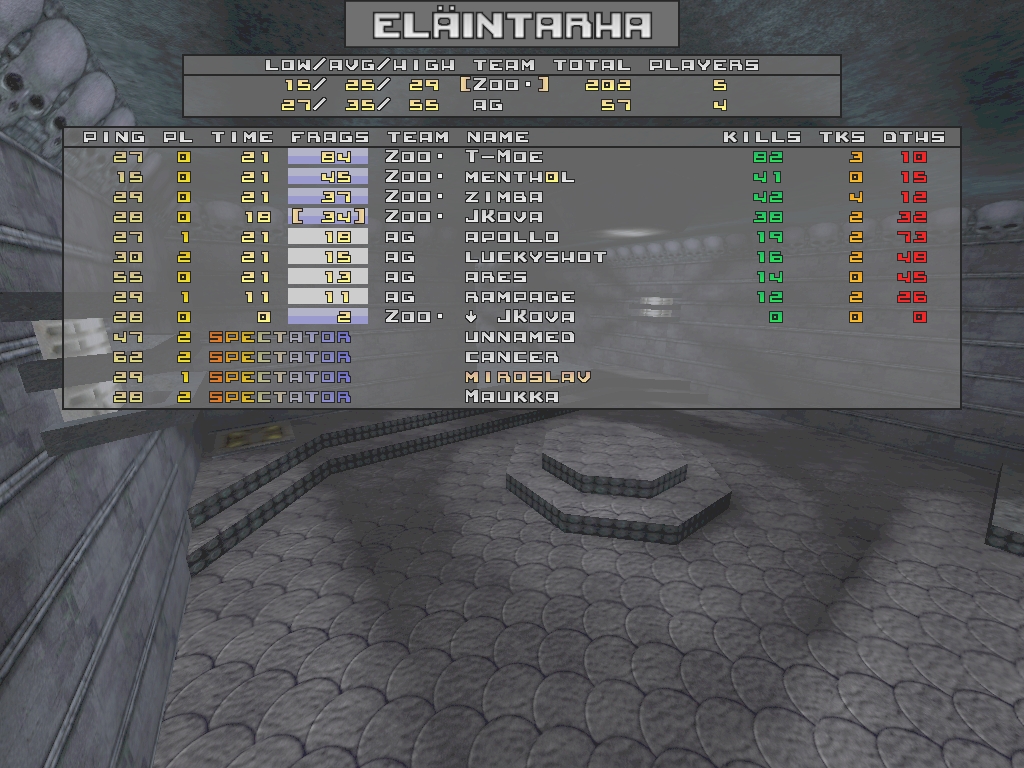 ELÄINTARHA
LOW/AVG/HIGH TEAM TOTAL PLAYERS
15/ 25/ 29 [Zoo·] 202 5
27/ 35/ 55 AG 57 4
PING PL TIME FRAGS TEAM NAME KILLS TKS DTHS
27 0 21 84 Zoo· T-MOE 82 3 10
15 0 21 45 Zoo· MENTHOL 41 0 15
29 0 21 37 Zoo· ZIMBA 42 4 12
28 0 18 [ 34] Zoo· JKOVA 38 2 32
27 1 21 18 AG APOLLO 19 2 73
30 2 21 15 AG LUCKYSHOT 16 2 48
55 0 21 13 AG ARES 14 0 45
29 1 11 11 AG RAMPAGE 12 2 26
28 0 0 2 Zoo· ↓ JKOVA 0 0 0
47 2 SPECTATOR UNNAMED
62 2 SPECTATOR CANCER
29 1 SPECTATOR MIROSLAV
28 2 SPECTATOR MAUKKA